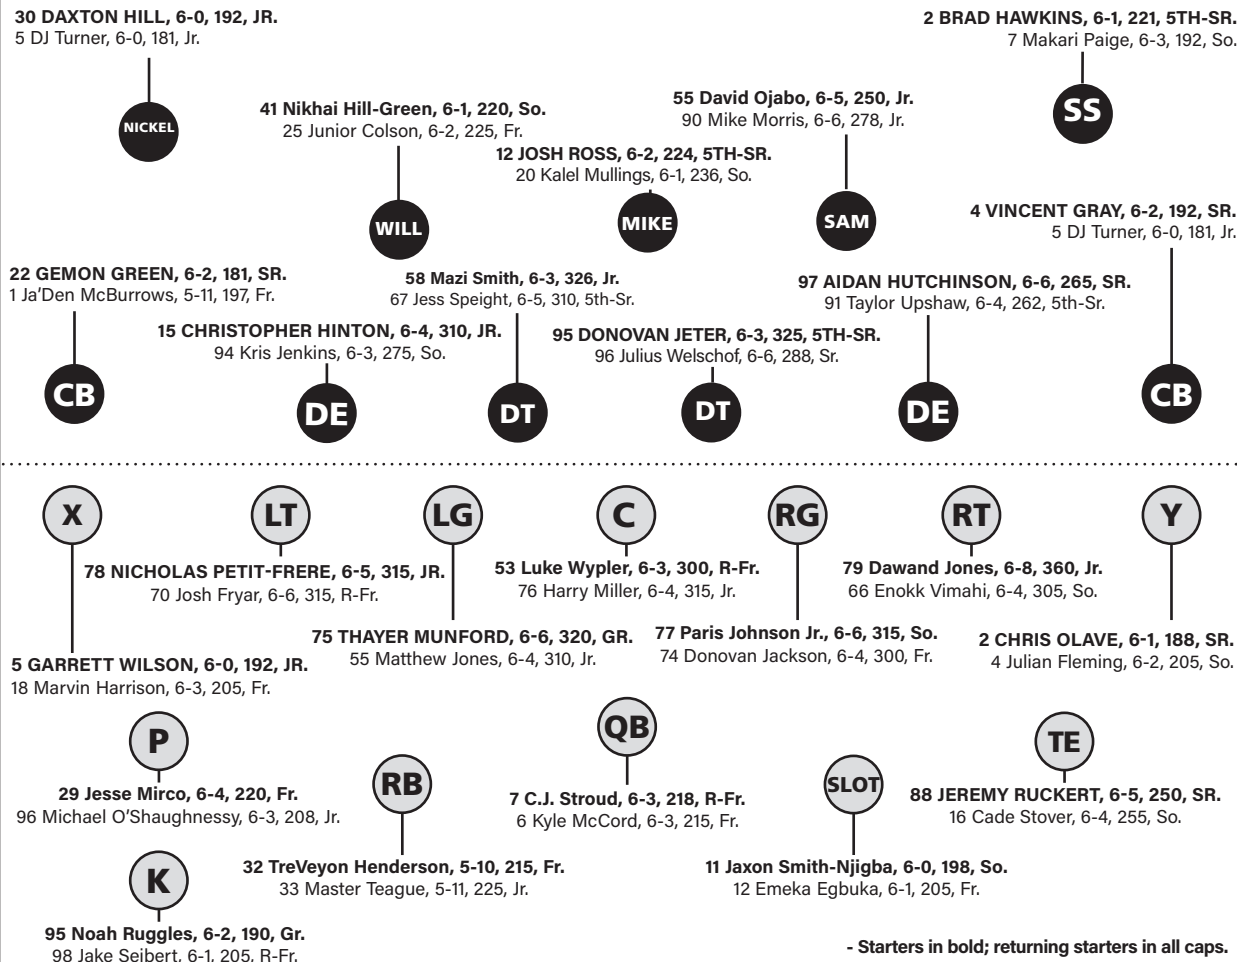 30 DAXTON HILL, 6-0, 192, JR.
5 DJ Turner, 6-0, 181, Jr.
NICKEL
2 BRAD HAWKINS, 6-1, 221, 5TH-SR.
7 Makari Paige, 6-3, 192, So.
SS
41 Nikhai Hill-Green, 6-1, 220, So.
25 Junior Colson, 6-2, 225, Fr.
WILL
55 David Ojabo, 6-5, 250, Jr.
90 Mike Morris, 6-6, 278, Jr.
SAM
12 JOSH ROSS, 6-2, 224, 5TH-SR.
20 Kalel Mullings, 6-1, 236, So.
MIKE
4 VINCENT GRAY, 6-2, 192, SR.
5 DJ Turner, 6-0, 181, Jr.
CB
22 GEMON GREEN, 6-2, 181, SR.
1 Ja'Den McBurrows, 5-11, 197, Fr.
CB
58 Mazi Smith, 6-3, 326, Jr.
67 Jess Speight, 6-5, 310, 5th-Sr.
DT
97 AIDAN HUTCHINSON, 6-6, 265, SR.
91 Taylor Upshaw, 6-4, 262, 5th-Sr.
DE
15 CHRISTOPHER HINTON, 6-4, 310, JR.
94 Kris Jenkins, 6-3, 275, So.
DE
95 DONOVAN JETER, 6-3, 325, 5TH-SR.
96 Julius Welschof, 6-6, 288, Sr.
DT
X
5 GARRETT WILSON, 6-0, 192, JR.
18 Marvin Harrison, 6-3, 205, Fr.
LT
78 NICHOLAS PETIT-FRERE, 6-5, 315, JR.
70 Josh Fryar, 6-6, 315, R-Fr.
LG
75 THAYER MUNFORD, 6-6, 320, GR.
55 Matthew Jones, 6-4, 310, Jr.
C
53 Luke Wypler, 6-3, 300, R-Fr.
76 Harry Miller, 6-4, 315, Jr.
RG
77 Paris Johnson Jr., 6-6, 315, So.
74 Donovan Jackson, 6-4, 300, Fr.
RT
79 Dawand Jones, 6-8, 360, Jr.
66 Enokk Vimahi, 6-4, 305, So.
Y
2 CHRIS OLAVE, 6-1, 188, SR.
4 Julian Fleming, 6-2, 205, So.
P
29 Jesse Mirco, 6-4, 220, Fr.
96 Michael O'Shaughnessy, 6-3, 208, Jr.
RB
32 TreVeyon Henderson, 5-10, 215, Fr.
33 Master Teague, 5-11, 225, Jr.
QB
7 C.J. Stroud, 6-3, 218, R-Fr.
6 Kyle McCord, 6-3, 215, Fr.
SLOT
11 Jaxon Smith-Njigba, 6-0, 198, So.
12 Emeka Egbuka, 6-1, 205, Fr.
TE
88 JEREMY RUCKERT, 6-5, 250, SR.
16 Cade Stover, 6-4, 255, So.
K
95 Noah Ruggles, 6-2, 190, Gr.
98 Jake Seibert, 6-1, 205, R-Fr.
- Starters in bold; returning starters in all caps.